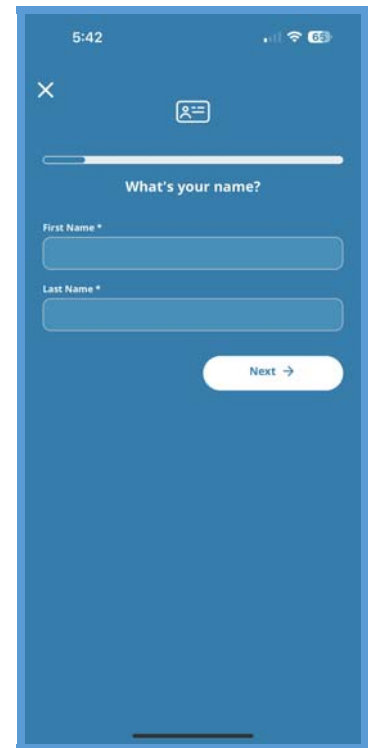 5:42
65
What's your name?
First Name *
Last Name *
Next →